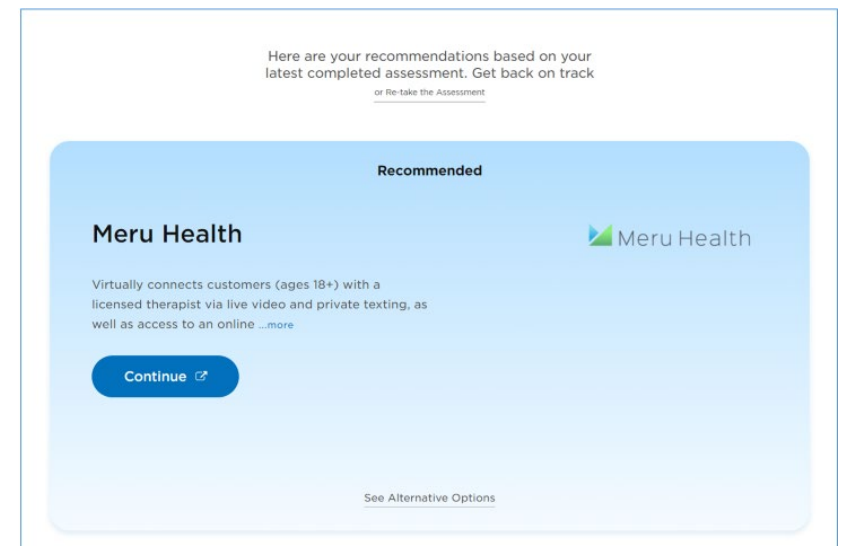 Here are your recommendations based on your
latest completed assessment. Get back on track
or Re-take the Assessment
Recommended
Meru Health
Meru Health
Virtually connects customers (ages 18+) with a
licensed therapist via live video and private texting, as
well as access to an online ...more
Continue
See Alternative Options